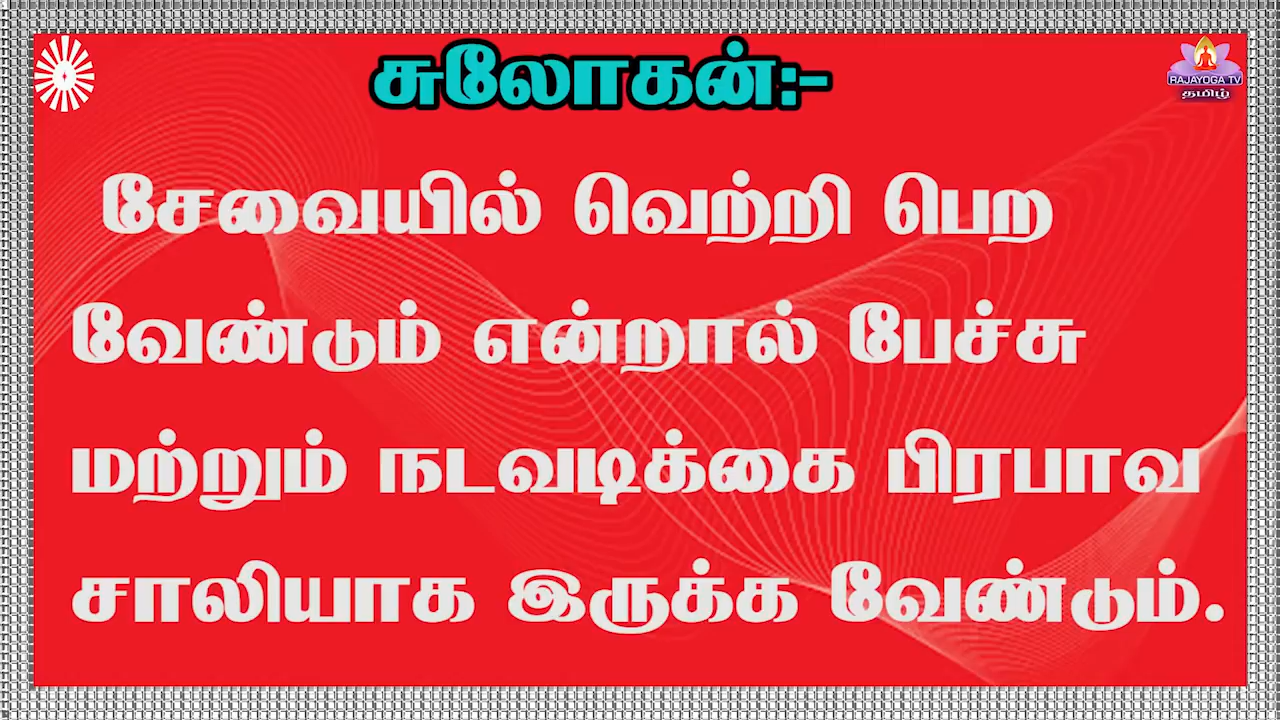 சுலோகன்:-
RAJAYOGA TV
தமிழ்
சேவையில் வெற்றி பெற
வேண்டும் என்றால் பேச்சு
மற்றும் நடவடிக்கை பிரபாவ
சாலியாக இருக்க வேண்டும்.